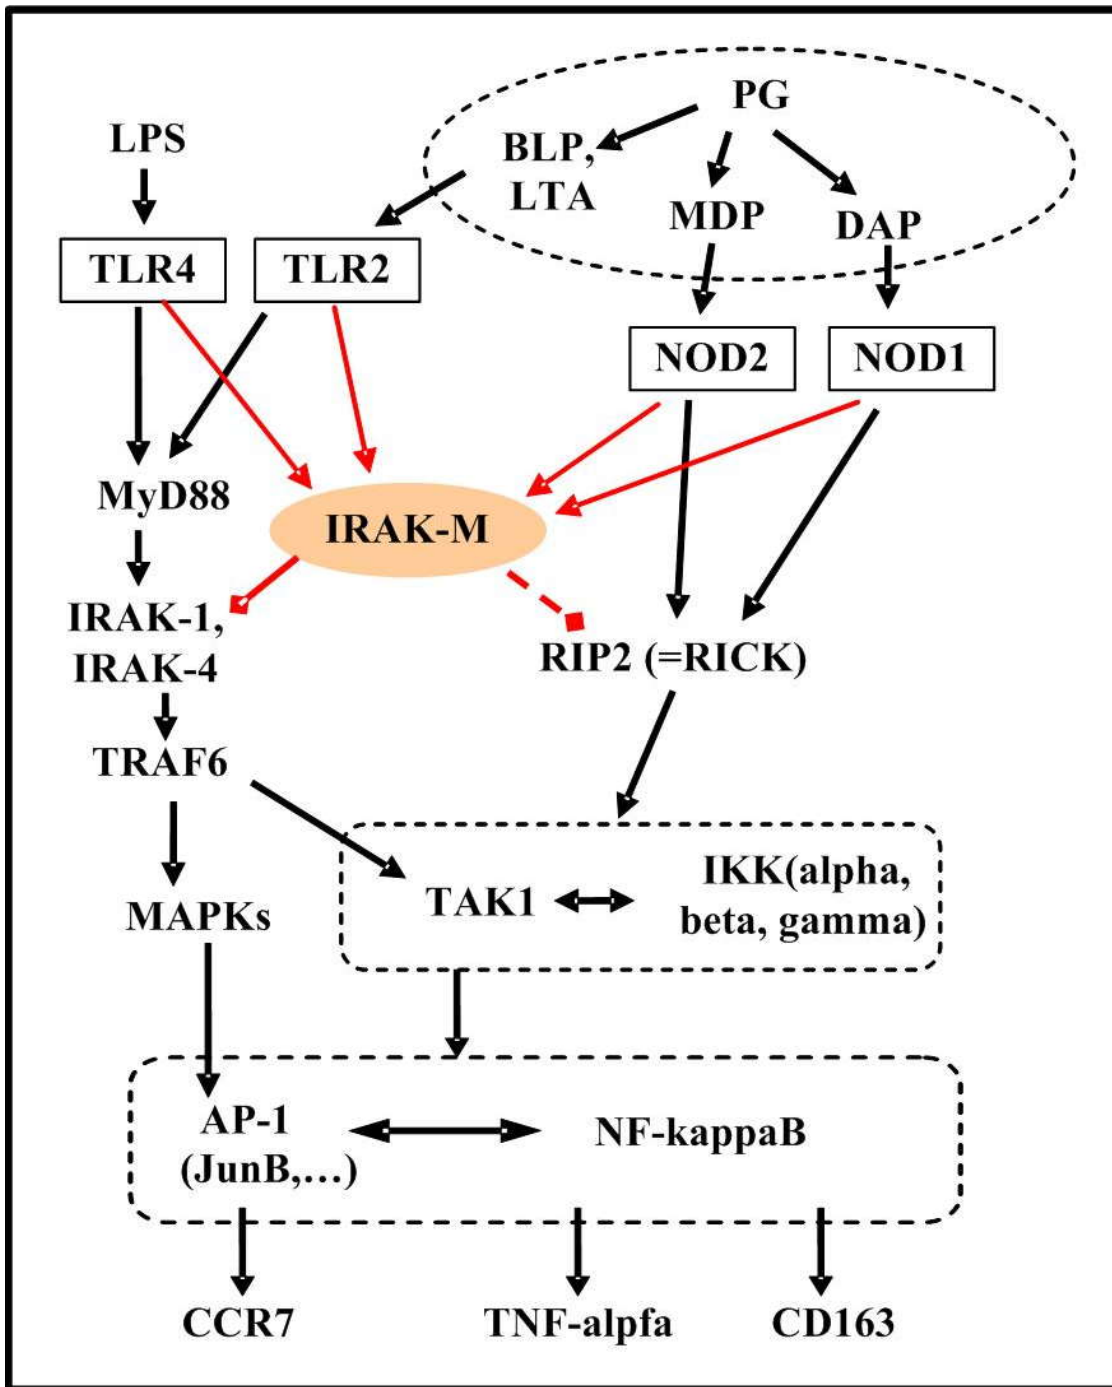 PG
LPS
BLP,
LTA
MDP
DAP
TLR4
TLR2
NOD2
NOD1
MyD88
IRAK-M
IRAK-1,
IRAK-4
RIP2 (=RICK)
TRAF6
TAK1
IKK(alpha,
beta, gamma)
MAPKs
AP-1
(JunB,...)
NF-kappaB
CCR7
TNF-alpfa
CD163